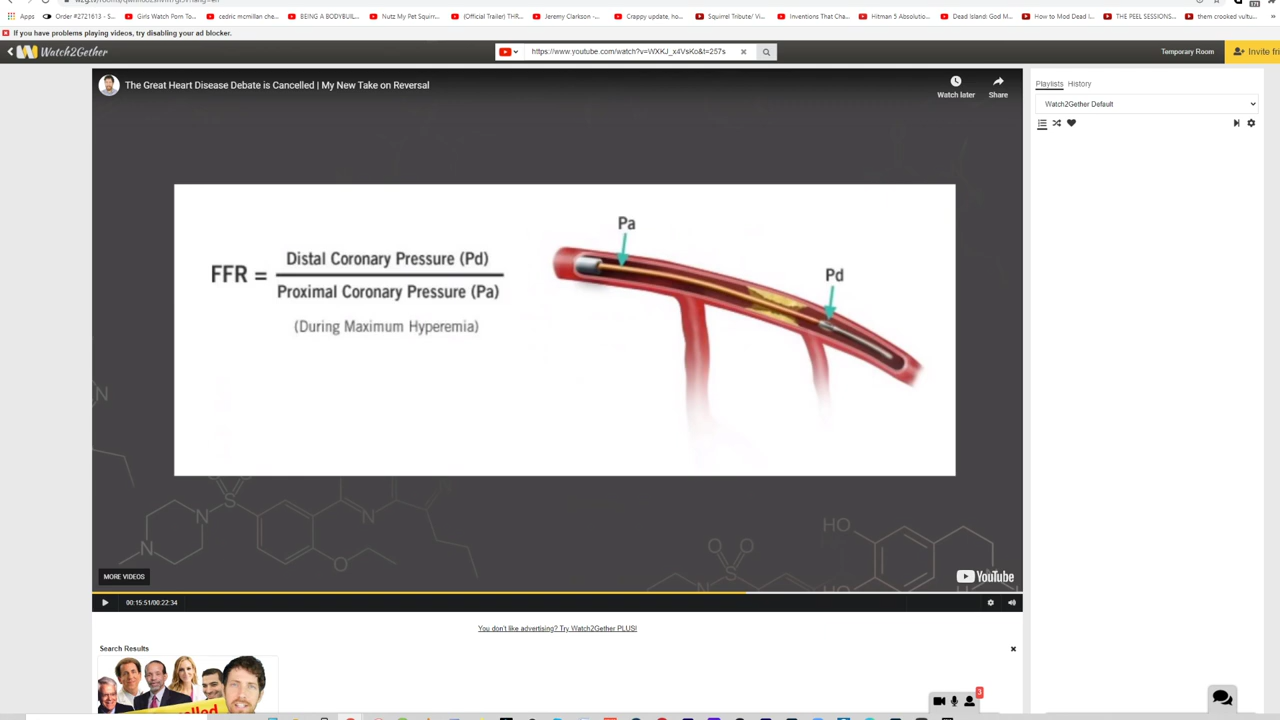 Apps
Order #2721613 - S...
Girls Watch Porn To...
cedric mcmillan che...
BEING A BODYBUIL...
Nutz My Pet Squirr...
(Official Trailer) THR...
Jeremy Clarkson - V...
Crappy update, ho...
Squirrel Tribute/ Vi...
Inventions That Cha...
Hitman 5 Absolutio...
Dead Island: God M...
How to Mod Dead I...
THE PEEL SESSIONS...
them crooked vultu...
If you have problems playing videos, try disabling your ad blocker.
Watch2Gether
https://www.youtube.com/watch?v=WXKJ_x4VsKo&t=257s
Temporary Room
Invite fri
The Great Heart Disease Debate is Cancelled | My New Take on Reversal
Watch later
Share
Playlists
History
Watch2Gether Default
Pa
Pd
FFR =
Distal Coronary Pressure (Pd)
Proximal Coronary Pressure (Pa)
(During Maximum Hyperemia)
N
S
N
N
O
S
O
O
HO
MORE VIDEOS
YouTube
00:15:51/00:22:34
You don't like advertising? Try Watch2Gether PLUS!
Search Results
3